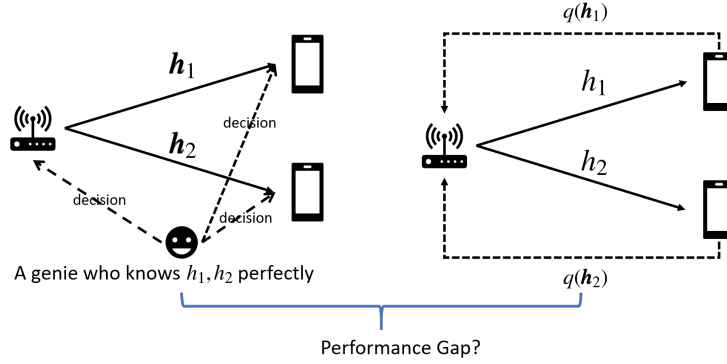 q(h₁)
h₁
h₁
decision
h₂
h₂
decision
decision
A genie who knows h₁, h₂ perfectly
q(h₂)
Performance Gap?